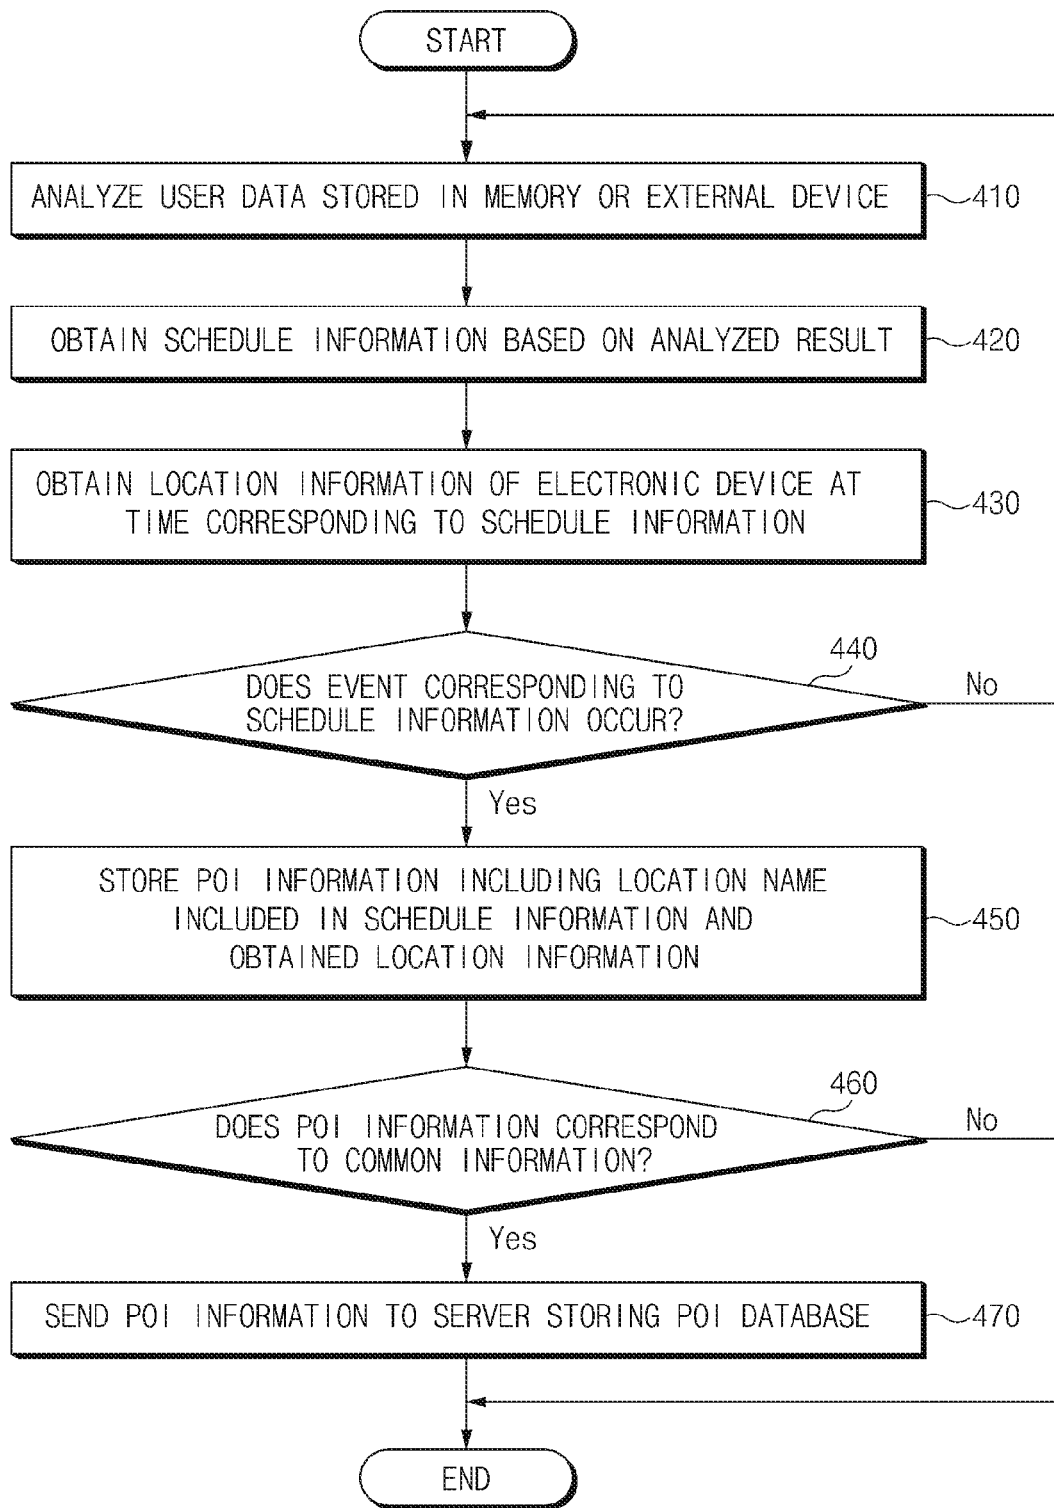 START
ANALYZE USER DATA STORED IN MEMORY OR EXTERNAL DEVICE
410
OBTAIN SCHEDULE INFORMATION BASED ON ANALYZED RESULT
420
OBTAIN LOCATION INFORMATION OF ELECTRONIC DEVICE AT
TIME CORRESPONDING TO SCHEDULE INFORMATION
430
440
DOES EVENT CORRESPONDING TO
SCHEDULE INFORMATION OCCUR?
No
Yes
STORE POI INFORMATION INCLUDING LOCATION NAME
INCLUDED IN SCHEDULE INFORMATION AND
OBTAINED LOCATION INFORMATION
450
460
DOES POI INFORMATION CORRESPOND
TO COMMON INFORMATION?
No
Yes
SEND POI INFORMATION TO SERVER STORING POI DATABASE
470
END